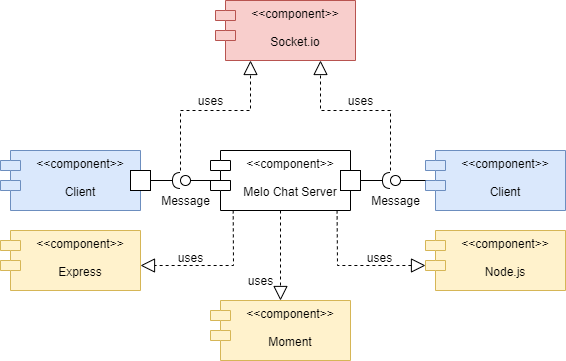 <<component>>
Socket.io
uses
uses
<<component>>
Client
Message
<<component>>
Melo Chat Server
Message
<<component>>
Client
<<component>>
Express
uses
uses
uses
<<component>>
Node.js
<<component>>
Moment